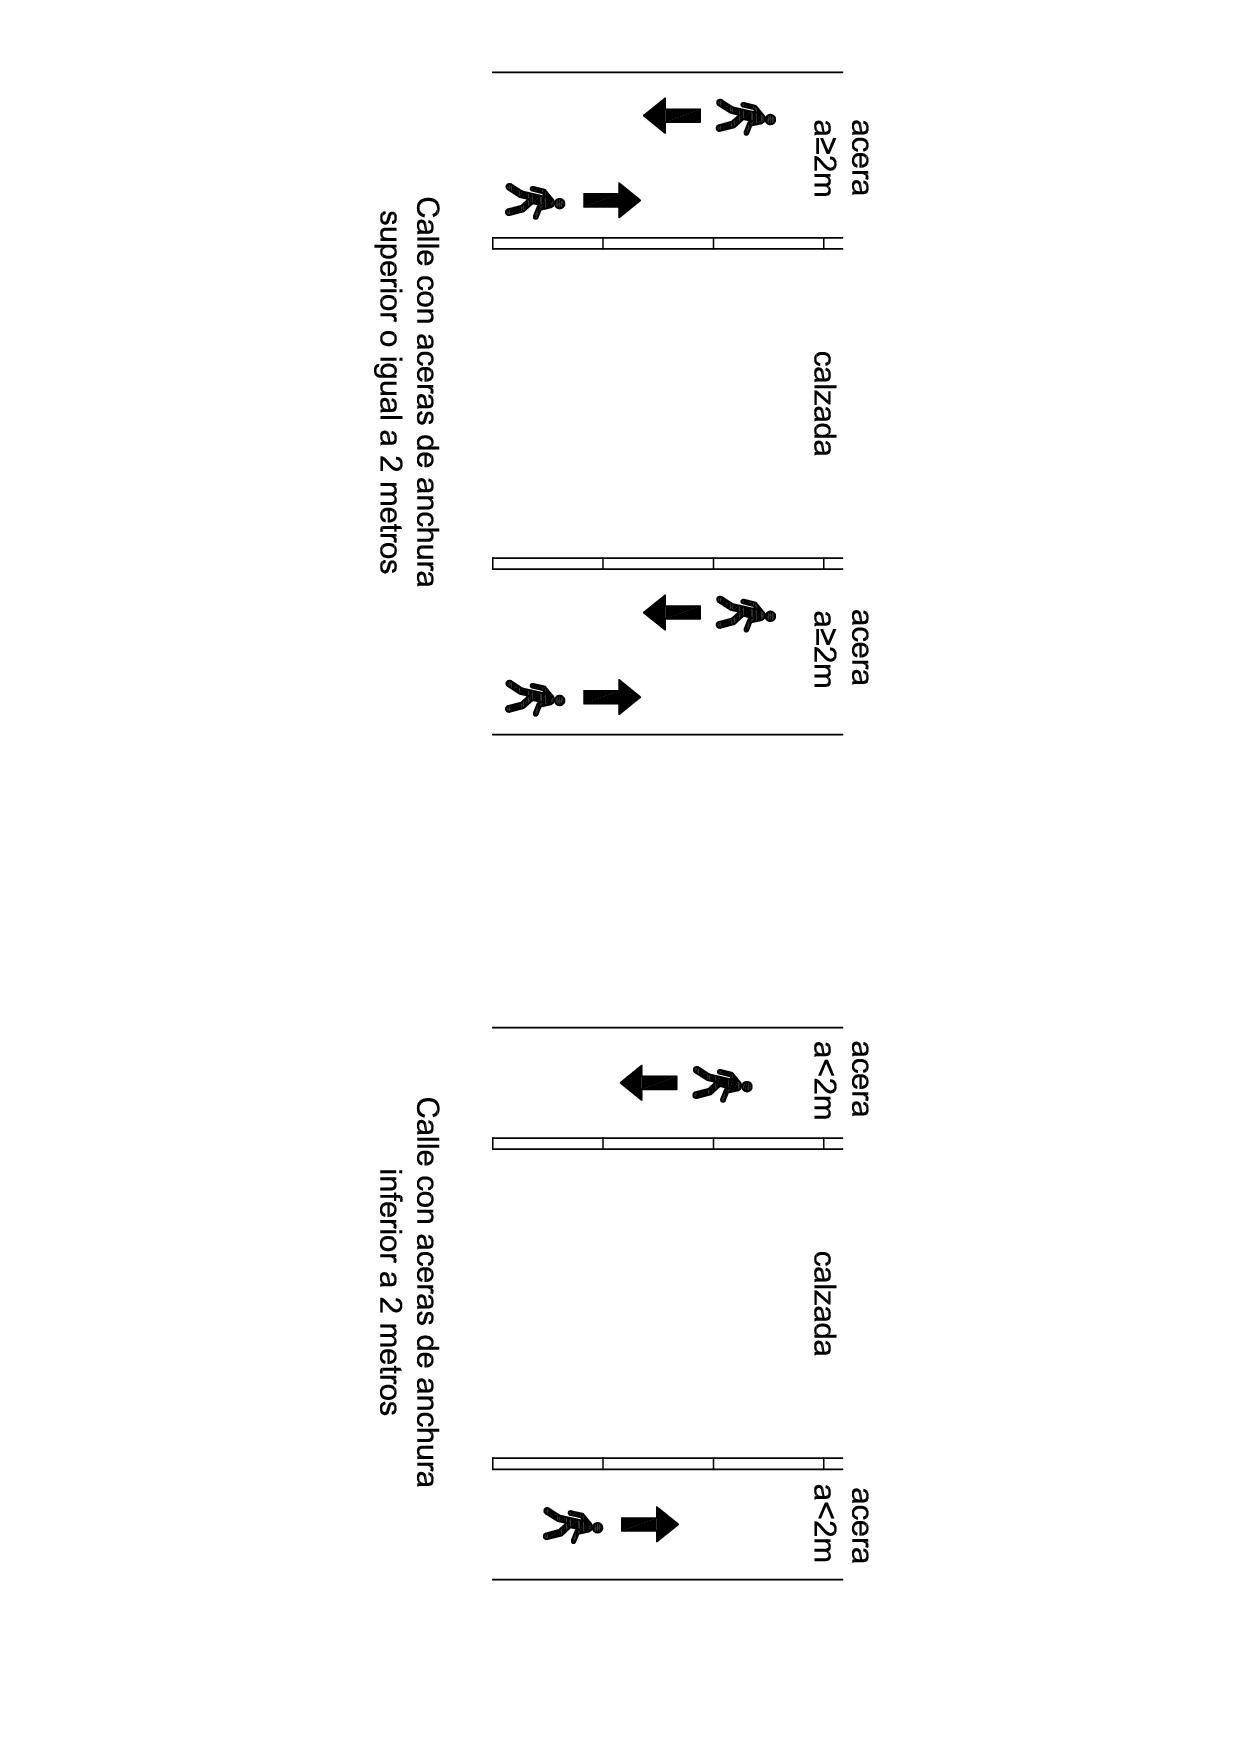 acera
a≥2m
calzada
acera
a≥2m
Calle con aceras de anchura
superior o igual a 2 metros
acera
a<2m
calzada
acera
a<2m
Calle con aceras de anchura
inferior a 2 metros